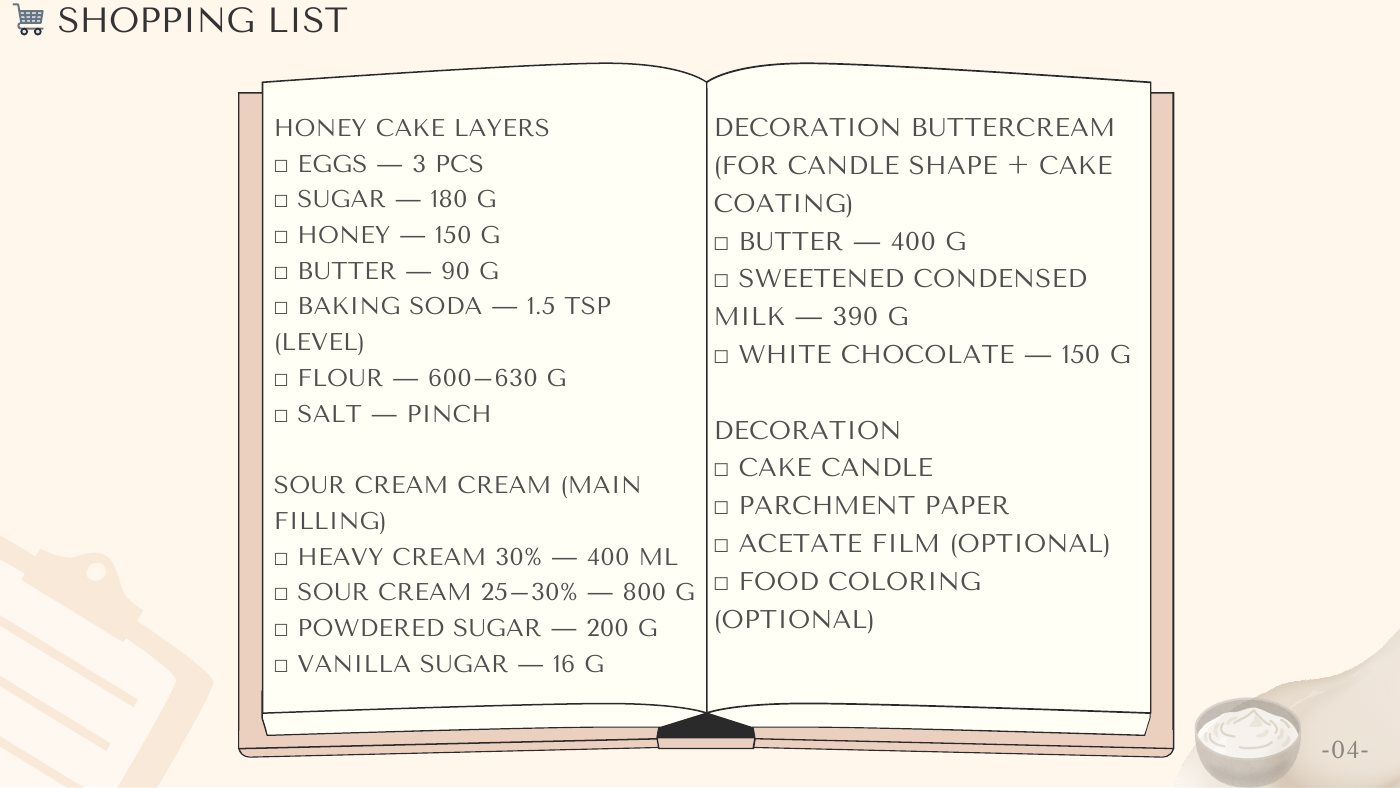 🛒 SHOPPING LIST
HONEY CAKE LAYERS
□ EGGS — 3 PCS
□ SUGAR — 180 G
□ HONEY — 150 G
□ BUTTER — 90 G
□ BAKING SODA — 1.5 TSP
(LEVEL)
□ FLOUR — 600–630 G
□ SALT — PINCH
SOUR CREAM CREAM (MAIN
FILLING)
□ HEAVY CREAM 30% — 400 ML
□ SOUR CREAM 25–30% — 800 G
□ POWDERED SUGAR — 200 G
□ VANILLA SUGAR — 16 G
DECORATION BUTTERCREAM
(FOR CANDLE SHAPE + CAKE
COATING)
□ BUTTER — 400 G
□ SWEETENED CONDENSED
MILK — 390 G
□ WHITE CHOCOLATE — 150 G
DECORATION
□ CAKE CANDLE
□ PARCHMENT PAPER
□ ACETATE FILM (OPTIONAL)
□ FOOD COLORING
(OPTIONAL)
-04-